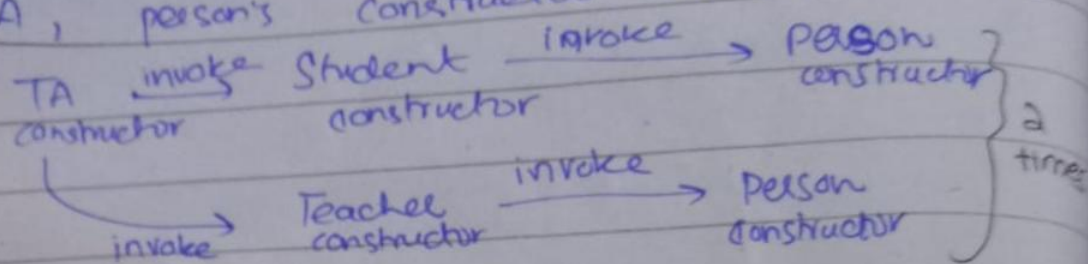 A, person's
TA invoke Student invoke person
constructor constructor constructor
2 times
invoke Teacher invoke person
constructor constructor